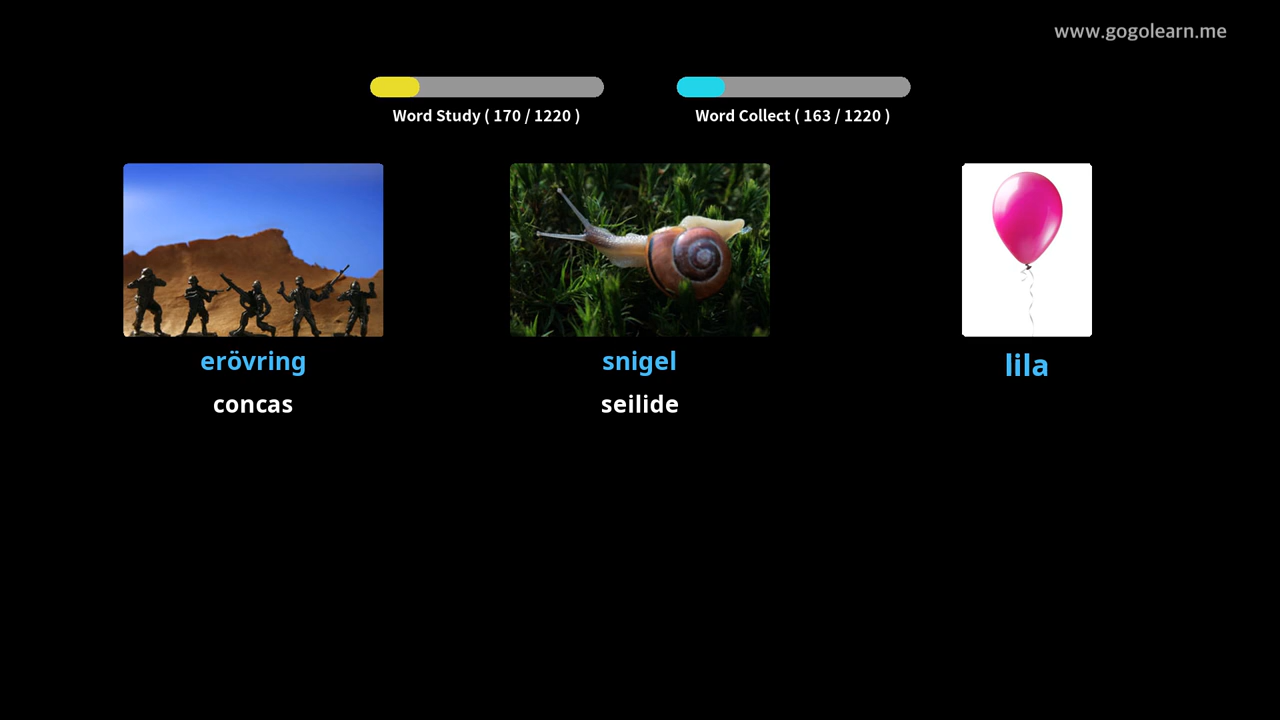 www.gogolearn.me
Word Study ( 170 / 1220 )
Word Collect ( 163 / 1220 )
erövring
snigel
lila
concas
seilide